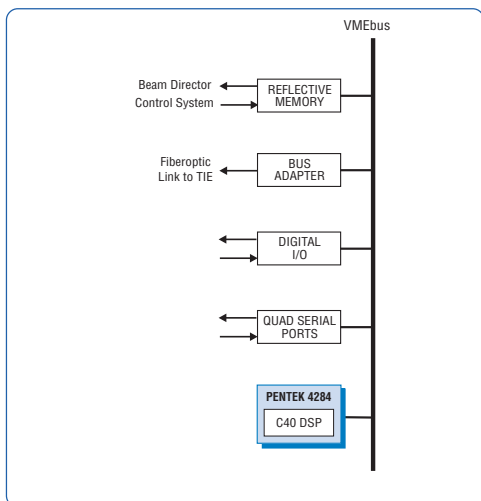 VMEbus
Beam Director
Control System
REFLECTIVE
MEMORY
Fiberoptic
Link to TIE
BUS
ADAPTER
DIGITAL
I/O
QUAD SERIAL
PORTS
PENTEK 4284
C40 DSP